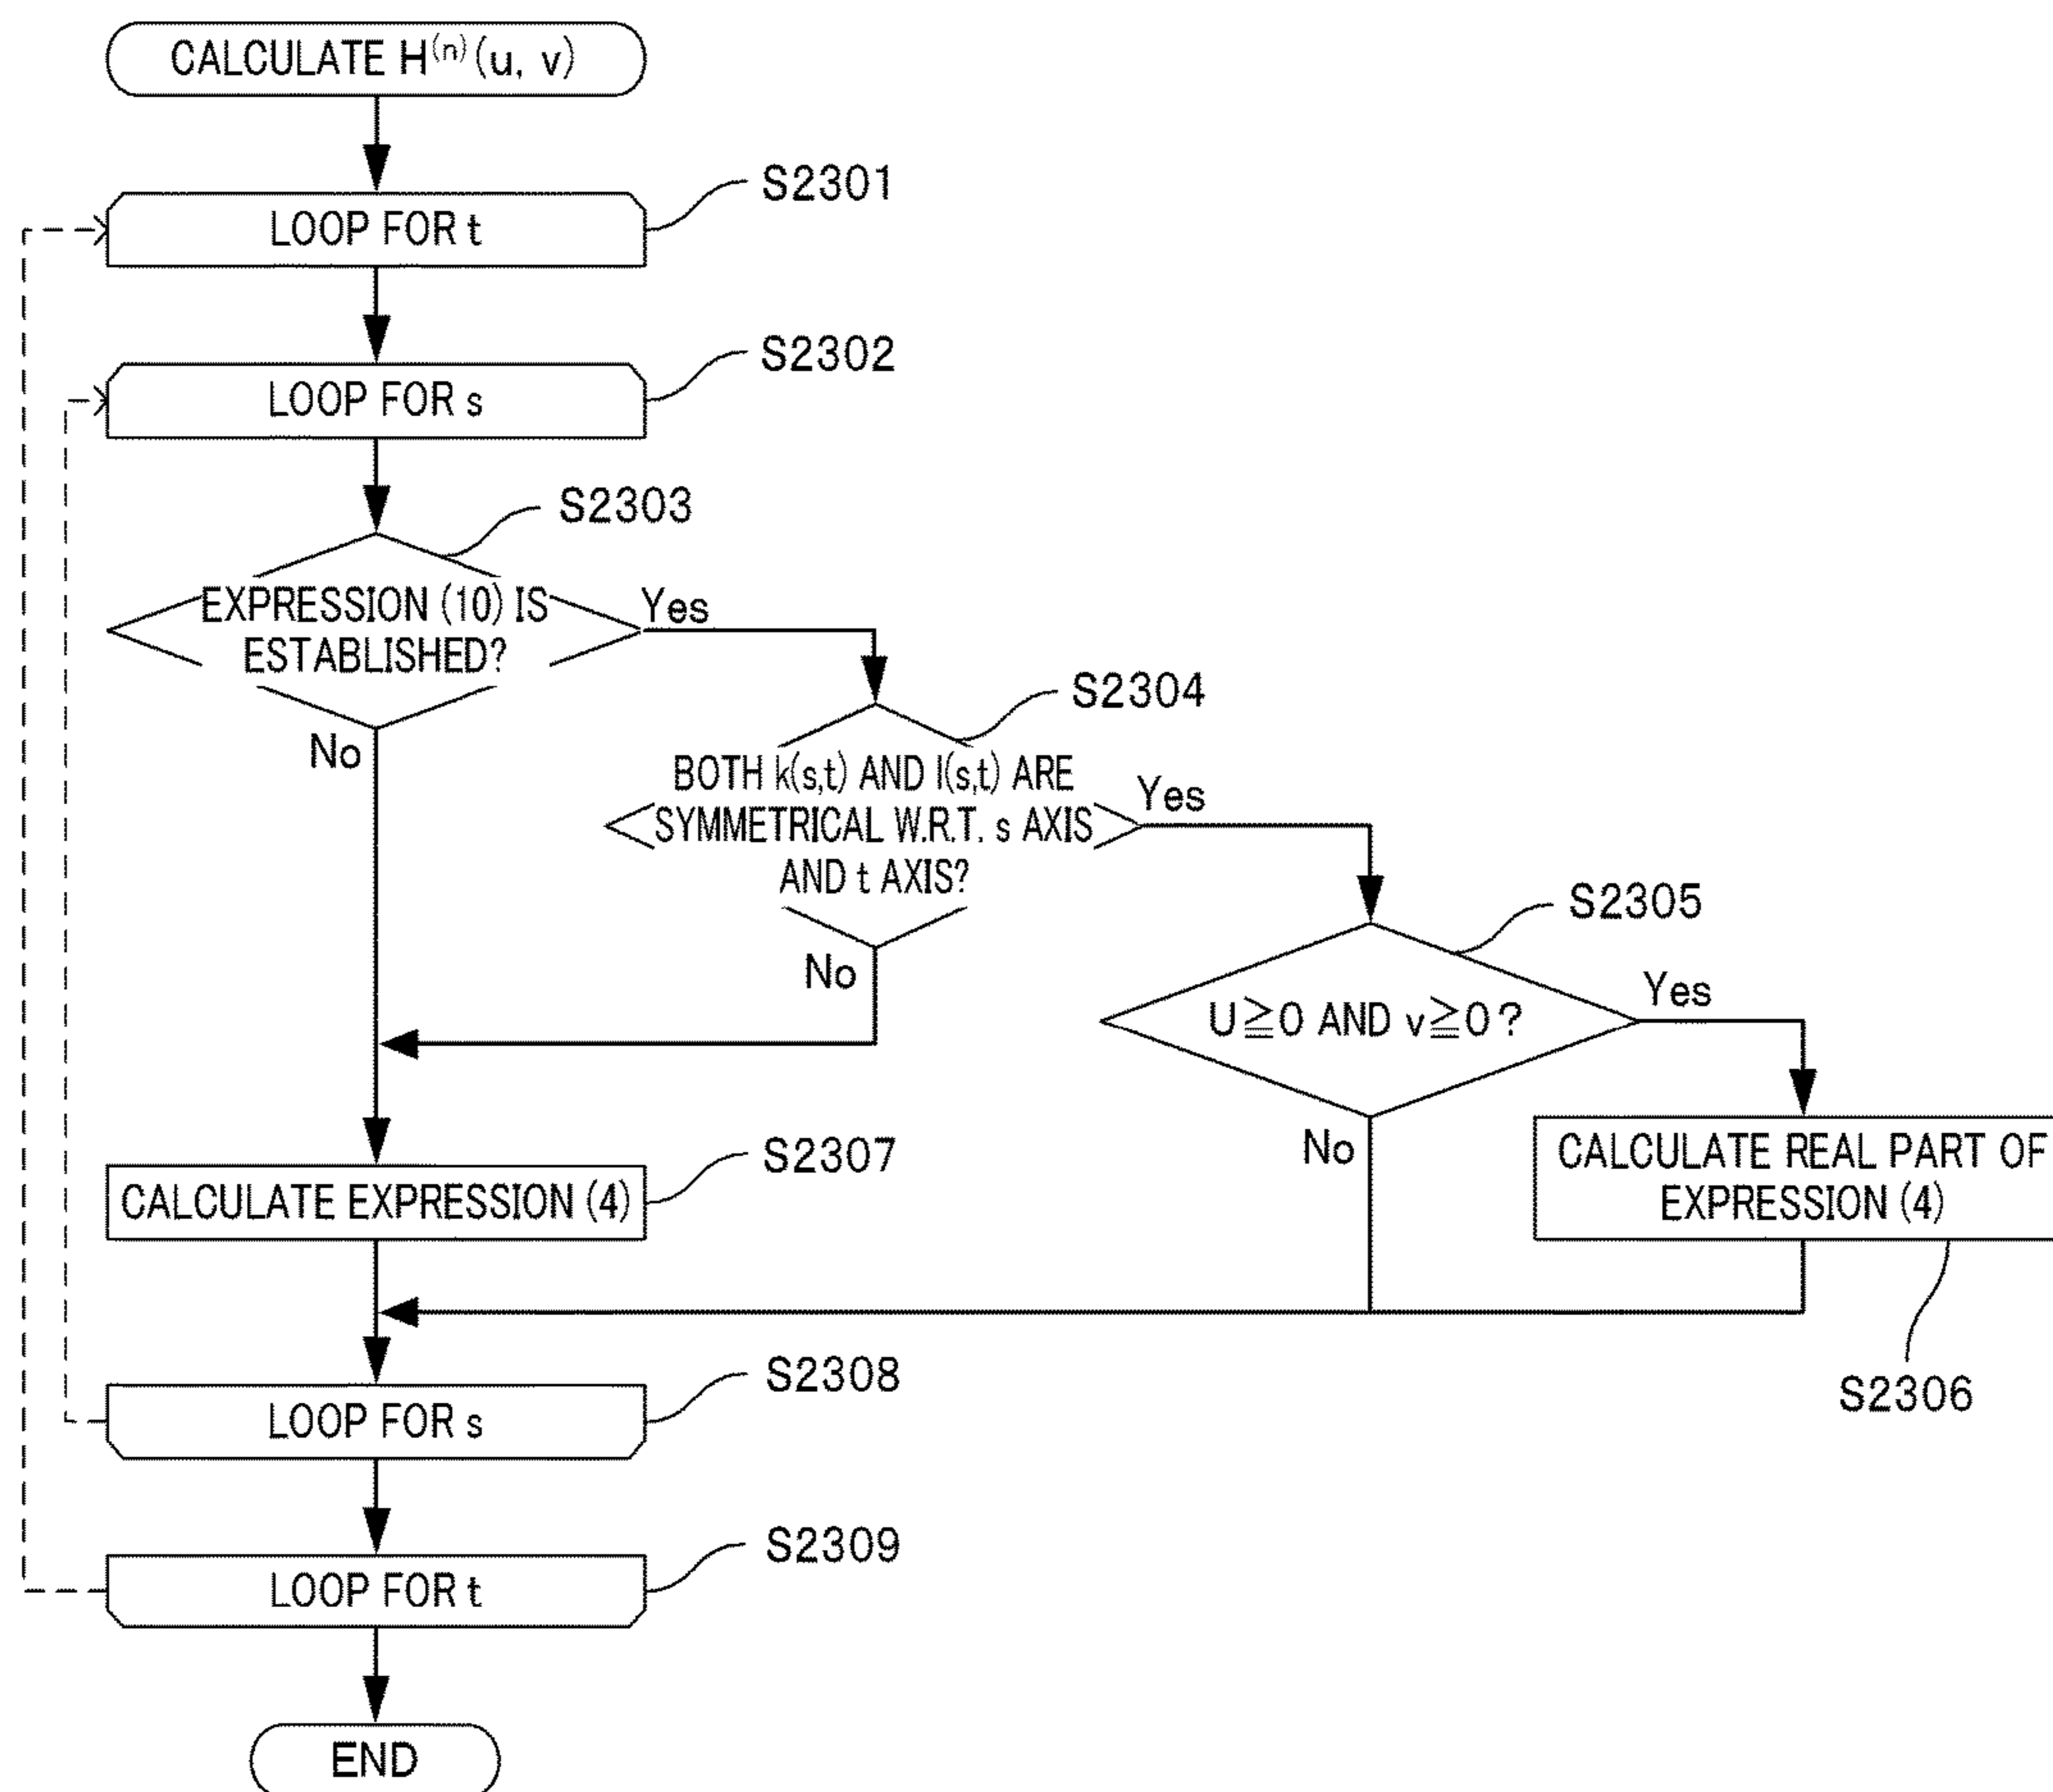 CALCULATE H⁽ⁿ⁾(u, v)
S2301
LOOP FOR t
S2302
LOOP FOR s
S2303
EXPRESSION (10) IS
ESTABLISHED?
Yes
No
S2304
BOTH k(s,t) AND l(s,t) ARE
SYMMETRICAL W.R.T. s AXIS
AND t AXIS?
Yes
No
S2305
U≧0 AND v≧0?
Yes
No
CALCULATE REAL PART OF
EXPRESSION (4)
S2306
S2307
CALCULATE EXPRESSION (4)
S2308
LOOP FOR s
S2309
LOOP FOR t
END